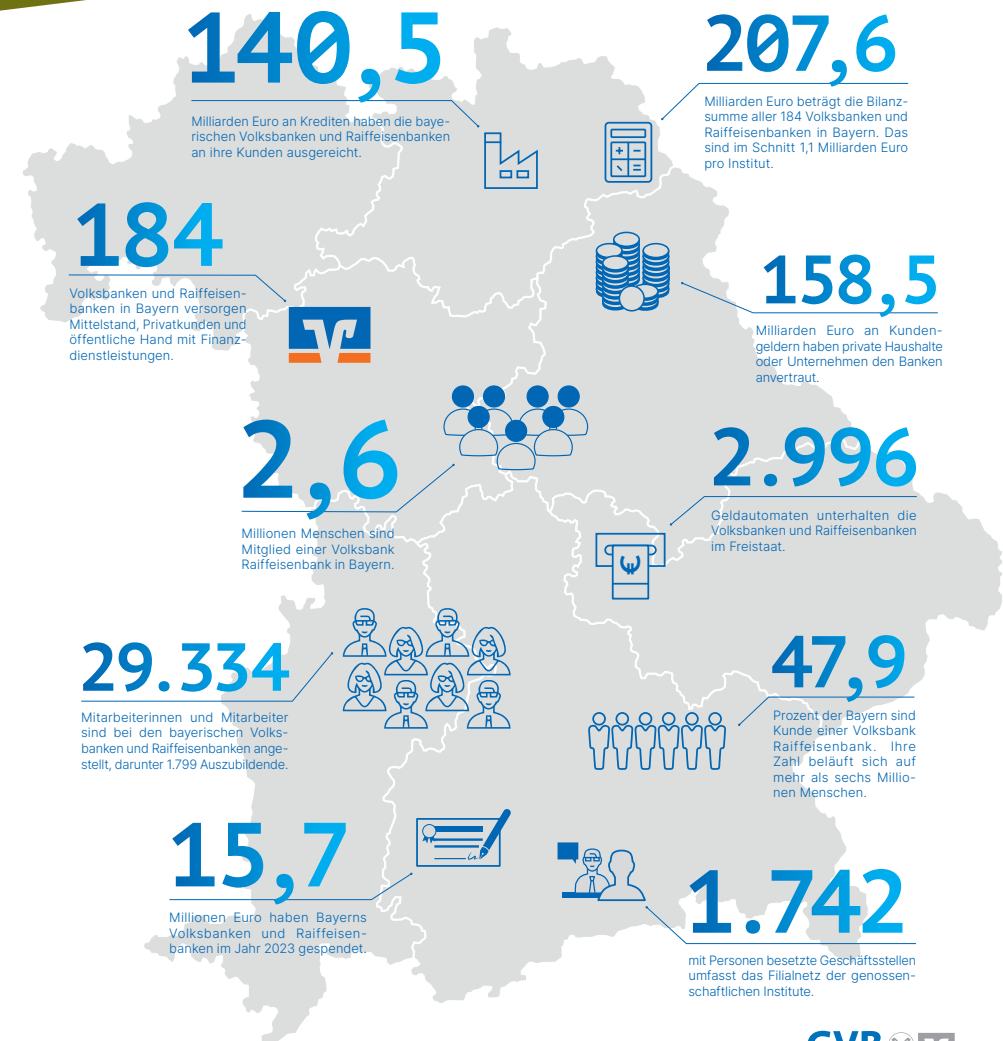 140,5
Milliarden Euro an Krediten haben die baye-
rischen Volksbanken und Raiffeisenbanken
an ihre Kunden ausgereicht.
207,6
Milliarden Euro beträgt die Bilanz-
summe aller 184 Volksbanken und
Raiffeisenbanken in Bayern. Das
sind im Schnitt 1,1 Milliarden Euro
pro Institut.
184
Volksbanken und Raiffeisen-
banken in Bayern versorgen
Mittelstand, Privatkunden und
öffentliche Hand mit Finanz-
dienstleistungen.
158,5
Milliarden Euro an Kunden-
geldern haben private Haushalte
oder Unternehmen den Banken
anvertraut.
2,6
Millionen Menschen sind
Mitglied einer Volksbank
Raiffeisenbank in Bayern.
2.996
Geldautomaten unterhalten die
Volksbanken und Raiffeisenbanken
im Freistaat.
29.334
Mitarbeiterinnen und Mitarbeiter
sind bei den bayerischen Volks-
banken und Raiffeisenbanken ange-
stellt, darunter 1.799 Auszubildende.
47,9
Prozent der Bayern sind
Kunde einer Volksbank
Raiffeisenbank. Ihre
Zahl beläuft sich auf
mehr als sechs Millio-
nen Menschen.
15,7
Millionen Euro haben Bayerns
Volksbanken und Raiffeisen-
banken im Jahr 2023 gespendet.
1.742
mit Personen besetzte Geschäftsstellen
umfasst das Filialnetz der genossen-
schaftlichen Institute.
GVB